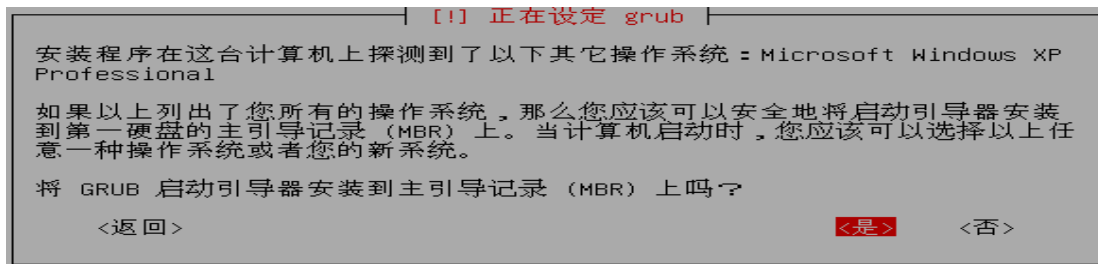 [!] 正在设定 grub
安装程序在这台计算机上探测到了以下其它操作系统：Microsoft Windows XP
Professional
如果以上列出了您所有的操作系统，那么您应该可以安全地将启动引导器安装
到第一硬盘的主引导记录 (MBR) 上。当计算机启动时，您应该可以选择以上任
意一种操作系统或者您的新系统。
将 GRUB 启动引导器安装到主引导记录 (MBR) 上吗？
<返回> <是> <否>